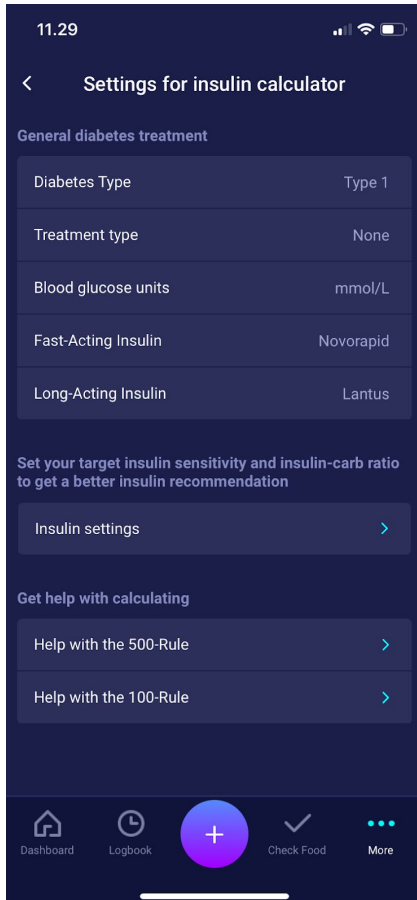 11.29
Settings for insulin calculator
General diabetes treatment
Diabetes Type Type 1
Treatment type None
Blood glucose units mmol/L
Fast-Acting Insulin Novorapid
Long-Acting Insulin Lantus
Set your target insulin sensitivity and insulin-carb ratio
to get a better insulin recommendation
Insulin settings
Get help with calculating
Help with the 500-Rule
Help with the 100-Rule
Dashboard Logbook Check Food More